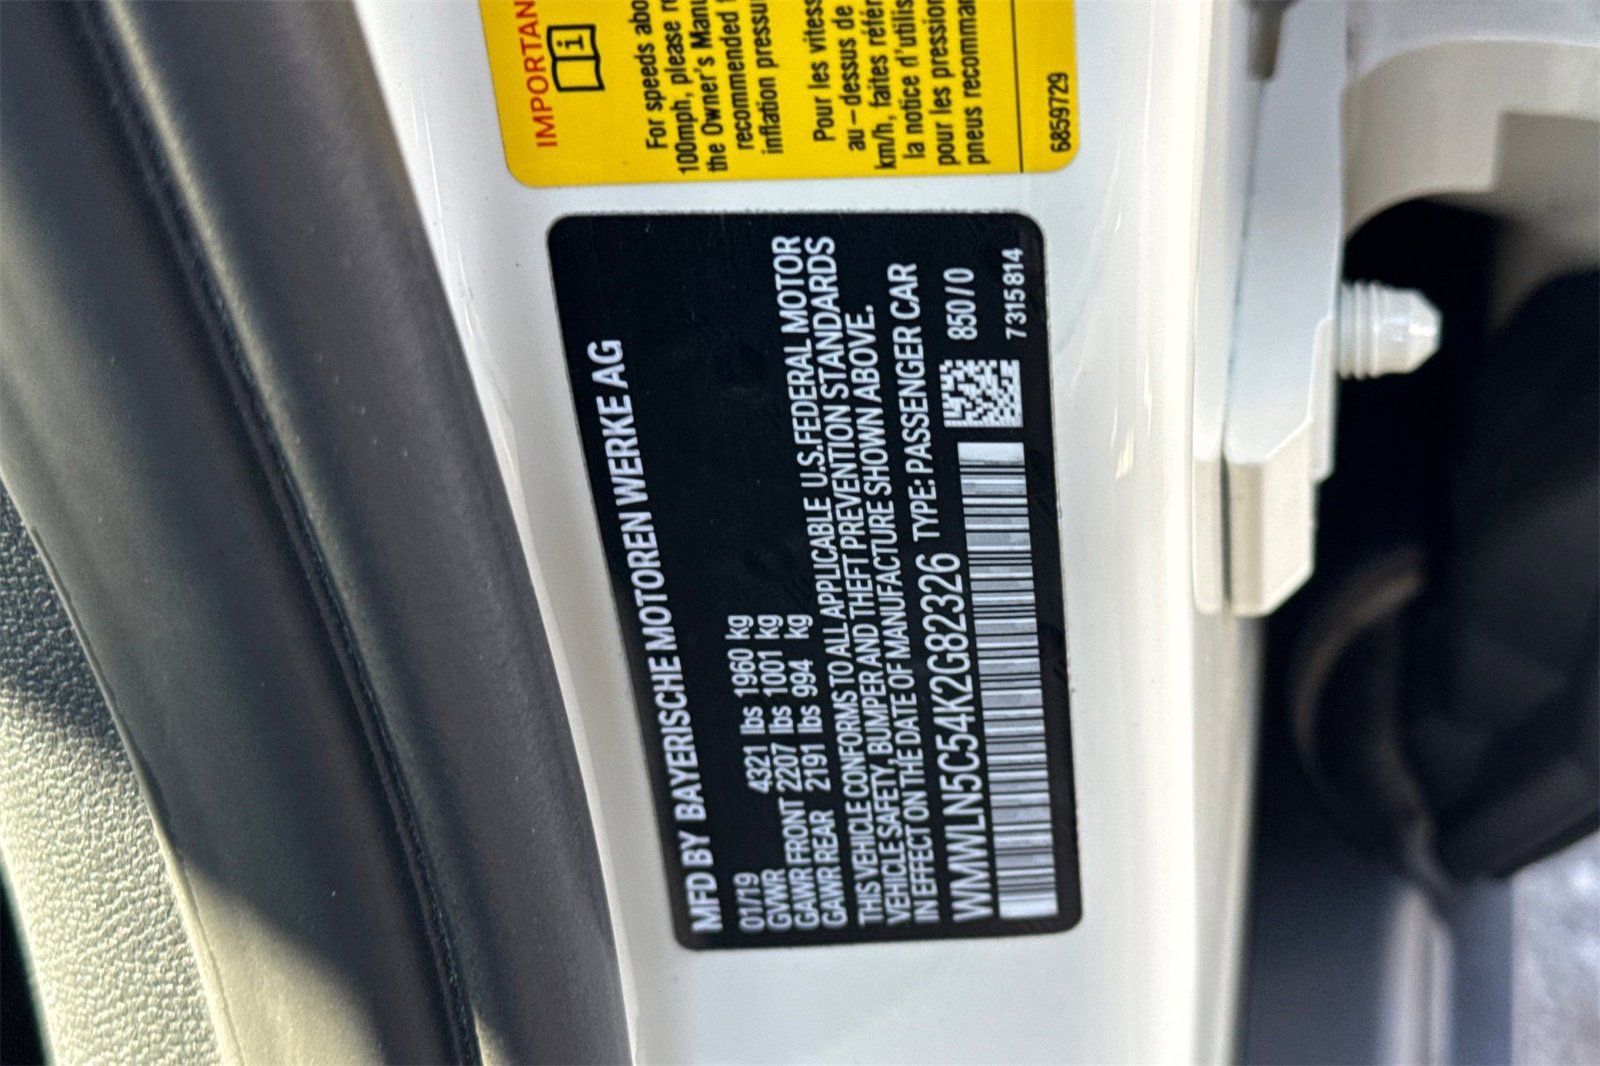 IMPORTAN
For speeds abo
100mph, please r
the Owner's Manu
recommended
inflation pressu
Pour les vitess
au-dessus de
km/h, faites référ
la notice d'utilis
pour les pression
pneus recomman
6859729
MFD BY BAYERISCHE MOTOREN WERKE AG
01/19
GVWR 4321 lbs 1960 kg
GAWR FRONT 2207 lbs 1001 kg
GAWR REAR 2191 lbs 994 kg
THIS VEHICLE CONFORMS TO ALL APPLICABLE U.S.FEDERAL MOTOR
VEHICLE SAFETY, BUMPER AND THEFT PREVENTION STANDARDS
IN EFFECT ON THE DATE OF MANUFACTURE SHOWN ABOVE.
WMWLN5C54K2G82326 TYPE: PASSENGER CAR
850/0
7315814